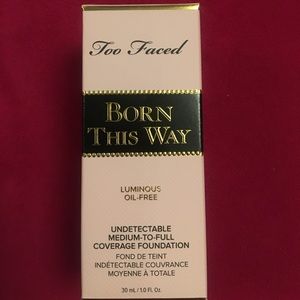 Too Faced
BORN
THIS WAY
LUMINOUS
OIL-FREE
UNDETECTABLE
MEDIUM-TO-FULL
COVERAGE FOUNDATION
FOND DE TEINT
INDÉTECTABLE COUVRANCE
MOYENNE À TOTALE
30 mL / 1.0 Fl. Oz.